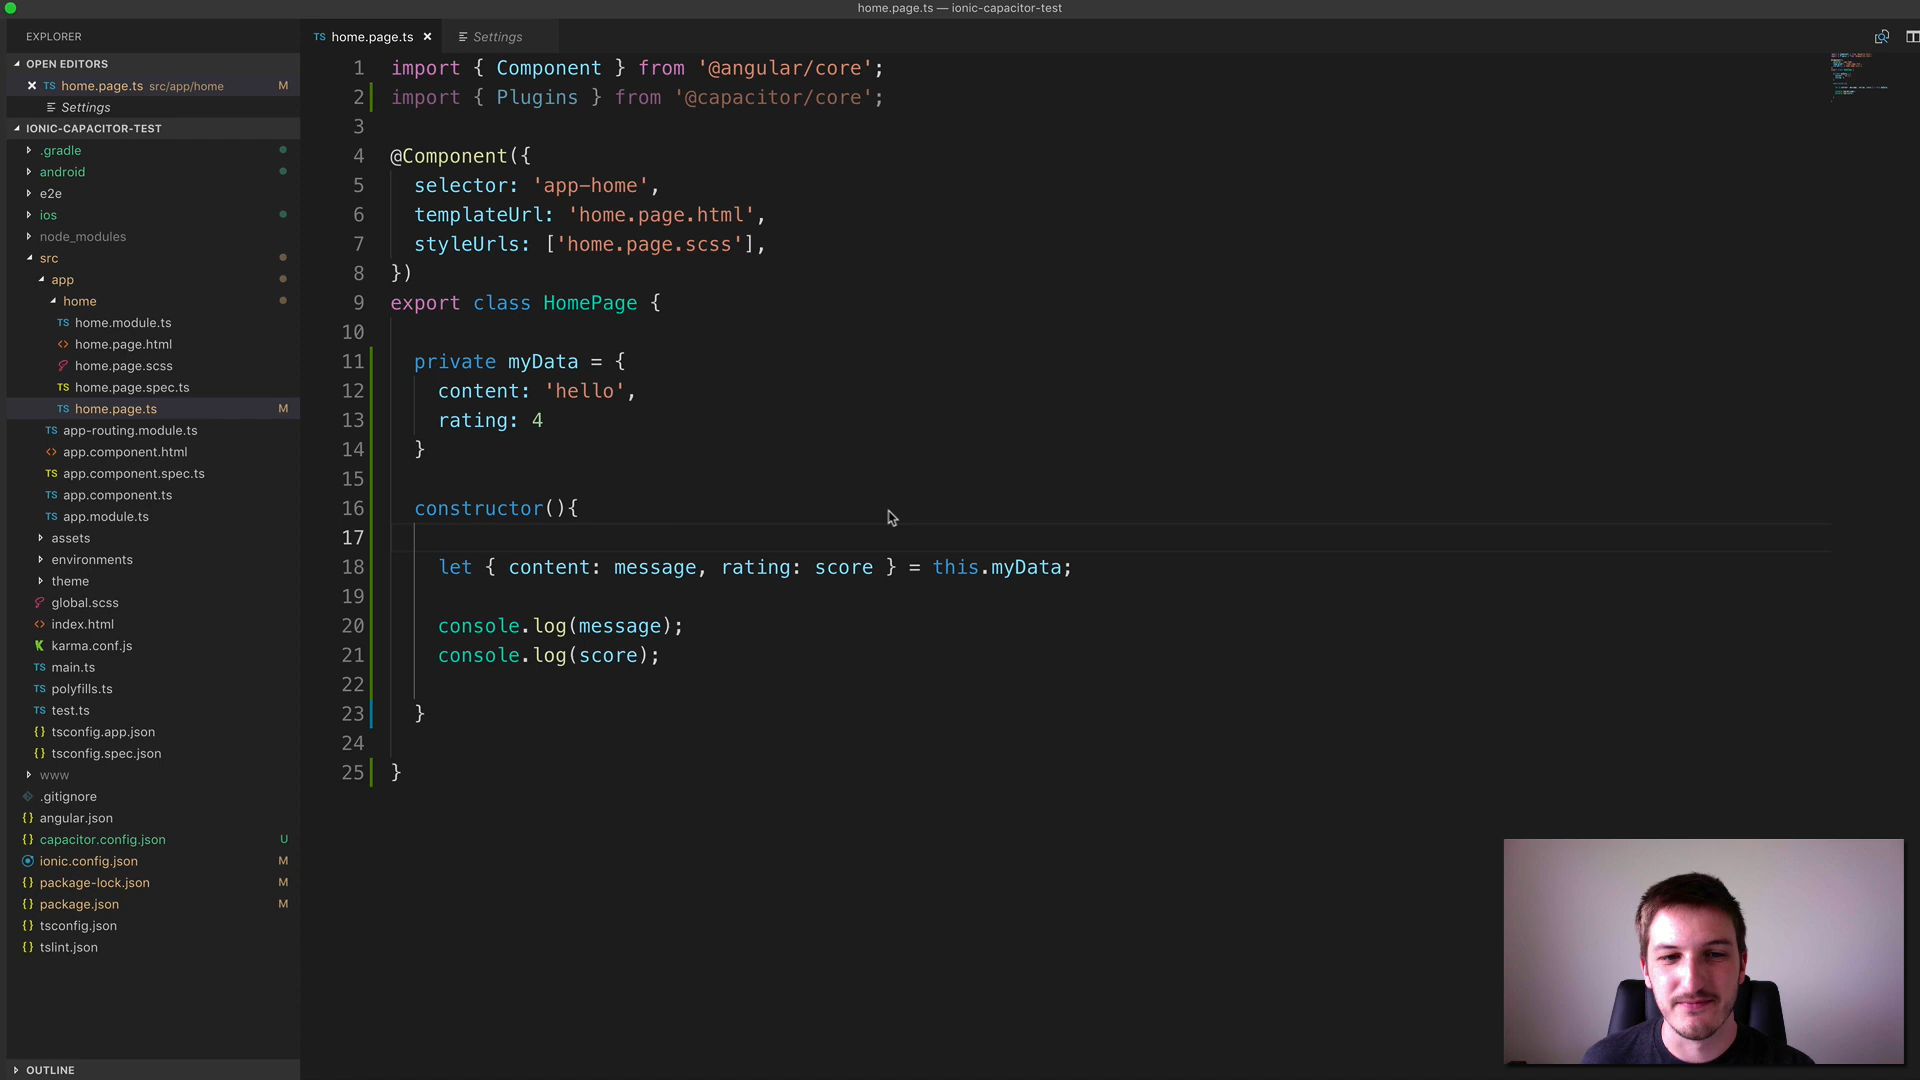 home.page.ts — ionic-capacitor-test
EXPLORER
OPEN EDITORS
TS home.page.ts src/app/home M
Settings
IONIC-CAPACITOR-TEST
.gradle
android
e2e
ios
node_modules
src
app
home
TS home.module.ts
<> home.page.html
home.page.scss
TS home.page.spec.ts
TS home.page.ts M
TS app-routing.module.ts
<> app.component.html
TS app.component.spec.ts
TS app.component.ts
TS app.module.ts
assets
environments
theme
global.scss
<> index.html
karma.conf.js
TS main.ts
TS polyfills.ts
TS test.ts
{} tsconfig.app.json
{} tsconfig.spec.json
www
.gitignore
{} angular.json
{} capacitor.config.json U
ionic.config.json M
{} package-lock.json M
{} package.json M
{} tsconfig.json
{} tslint.json
OUTLINE
TS home.page.ts Settings
1 import { Component } from '@angular/core';
2 import { Plugins } from '@capacitor/core';
3
4 @Component({
5 selector: 'app-home',
6 templateUrl: 'home.page.html',
7 styleUrls: ['home.page.scss'],
8 })
9 export class HomePage {
10
11 private myData = {
12 content: 'hello',
13 rating: 4
14 }
15
16 constructor(){
17
18 let { content: message, rating: score } = this.myData;
19
20 console.log(message);
21 console.log(score);
22
23 }
24
25 }